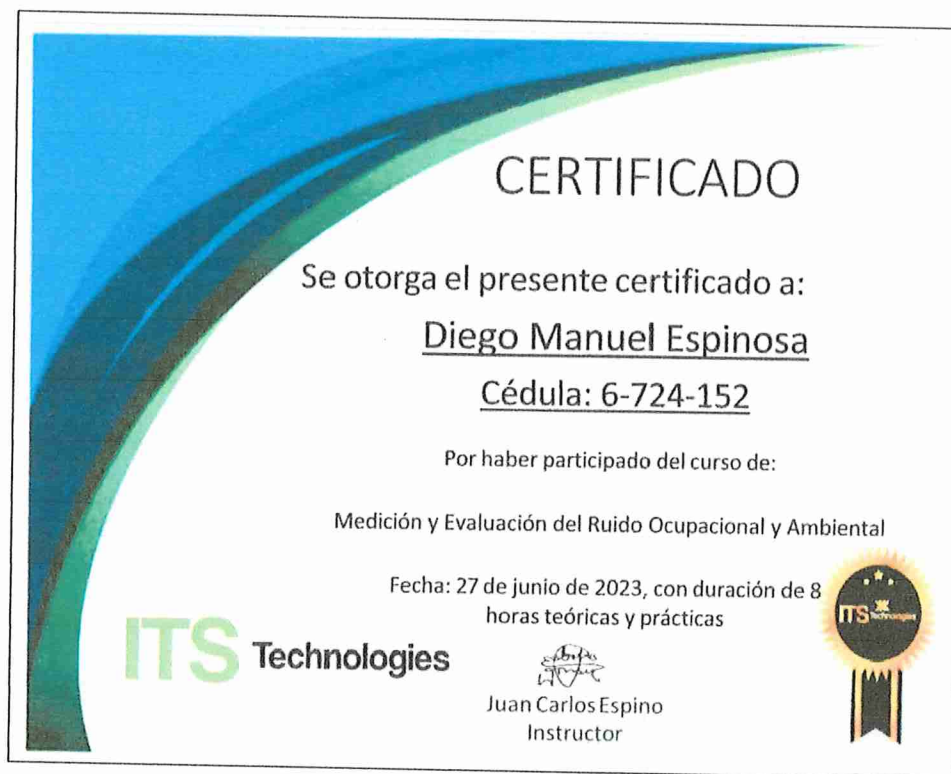 CERTIFICADO
Se otorga el presente certificado a:
Diego Manuel Espinosa
Cédula: 6-724-152
Por haber participado del curso de:
Medición y Evaluación del Ruido Ocupacional y Ambiental
Fecha: 27 de junio de 2023, con duración de 8
horas teóricas y prácticas
ITS Technologies
ITS Technologies
Juan Carlos Espino
Instructor